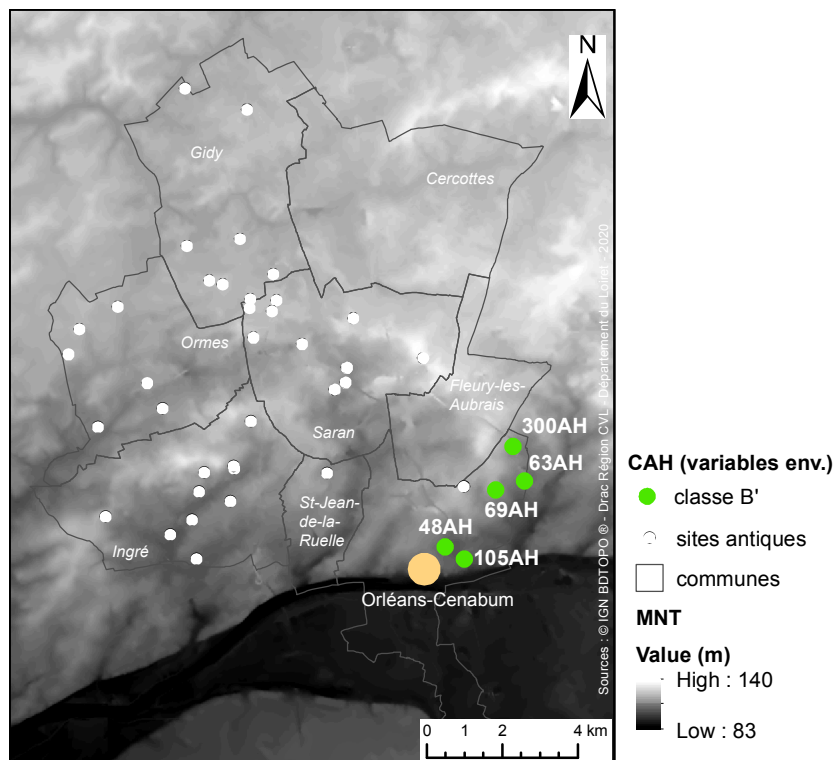 N
Gidy
Cercottes
Ormes
Fleury-les-
Aubrais
Saran
300AH
63AH
69AH
St-Jean-
de-la-
Ruelle
48AH
105AH
Ingré
Orléans-Cenabum
Sources : © IGN BDTOPO ® - Drac Région CVL - Département du Loiret - 2020
0 1 2 4 km
CAH (variables env.)
classe B'
sites antiques
communes
MNT
Value (m)
High : 140
Low : 83